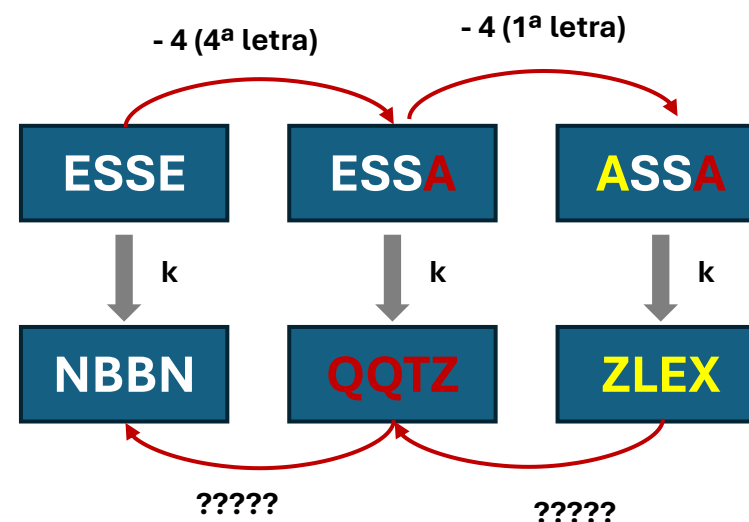 - 4 (4ª letra)
- 4 (1ª letra)
ESSE
ESSA
ASSA
k
k
k
NBBN
QQTZ
ZLEX
?????
?????